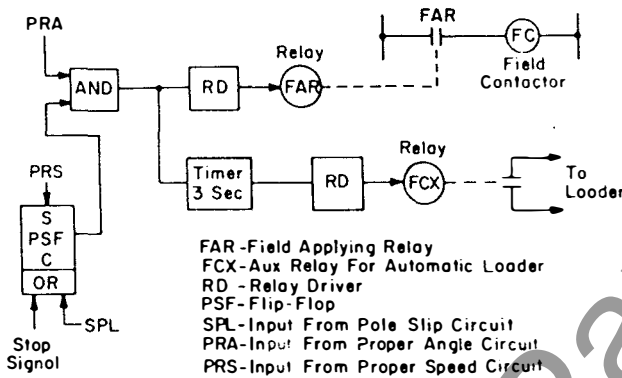 PRA
FAR
FC
Field
Contactor
Relay
AND
RD
FAR
PRS
Timer
3 Sec
RD
Relay
FCX
To
Loader
S
PSF
C
OR
SPL
Stop
Signal
FAR-Field Applying Relay
FCX-Aux Relay For Automatic Loader
RD -Relay Driver
PSF-Flip-Flop
SPL-Input From Pole Slip Circuit
PRA-Input From Proper Angle Circuit
PRS-Input From Proper Speed Circuit